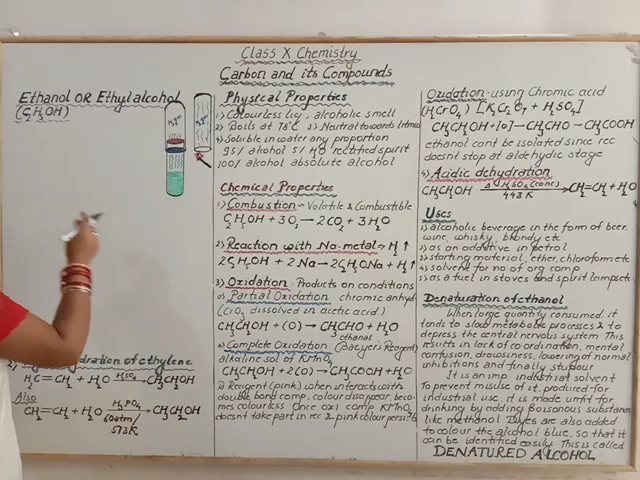 Class X Chemistry
Carbon and its Compounds
Ethanol OR Ethyl alcohol
(C₂H₅OH)
hydration of ethylene
H₂C=CH₂ + H₂O H₂SO₄→ CH₃CH₂OH
Also
CH₂=CH₂ + H₂O H₃PO₄→ CH₃CH₂OH
60atm/
573K
Physical Properties
1) Colourless liq, alcoholic smell
2) Boils at 78°C 3) Neutral towards litmus
4) Soluble in water any proportion
95% alcohol 5% H₂O rectified spirit
100% alcohol absolute alcohol
Chemical Properties
1) Combustion - Volatile & Combustible
C₂H₅OH + 3O₂ → 2CO₂ + 3H₂O
2) Reaction with Na-metal → H₂↑
2C₂H₅OH + 2Na → 2C₂H₅ONa + H₂↑
3) Oxidation - Products on conditions
a) Partial Oxidation chromic anhyd
(CrO₃ dissolved in acetic acid)
CH₃CH₂OH + (O) → CH₃CHO + H₂O
ethanal
Complete Oxidation (Baeyers Reagent)
alkaline sol of KMnO₄
CH₃CH₂OH + 2(O) → CH₃COOH + H₂O
Reagent (pink) when interacts with
double bond comp. colour disappear,
becomes colourless Once oxi comp KMnO₄
doesn't take part in rec & pink colour persists
Oxidation - using Chromic acid
(H₂CrO₄) [K₂Cr₂O₇ + H₂SO₄]
CH₃CH₂OH + [O] → CH₃CHO → CH₃COOH
ethanol cant be isolated since rec
doesnt stop at aldehydic stage
4) Acidic dehydration
CH₃CH₂OH Δ H₂SO₄ (conc) 443K → CH₂=CH₂ + H₂O
Uses
1) alcoholic beverage in the form of beer,
wine, whisky, brandy etc
2) as an additive in petrol
3) starting material, ether, chloroform etc
4) solvent for no of org comp
5) as a fuel in stoves and spirit lamps etc
Denaturation of ethanol
When large quantity consumed, it
tends to slow metabolic processes & to
depress the central nervous system. This
results in lack of coordination, mental
confusion, drowsiness, lowering of normal
inhibitions and finally stupour
It is an imp industrial solvent
To prevent misuse of it, produced for
industrial use, it is made unfit for
drinking by adding poisonous substance
like methanol Dyes are also added
to colour the alcohol blue, so that it
can be identified easily This is called
DENATURED ALCOHOL